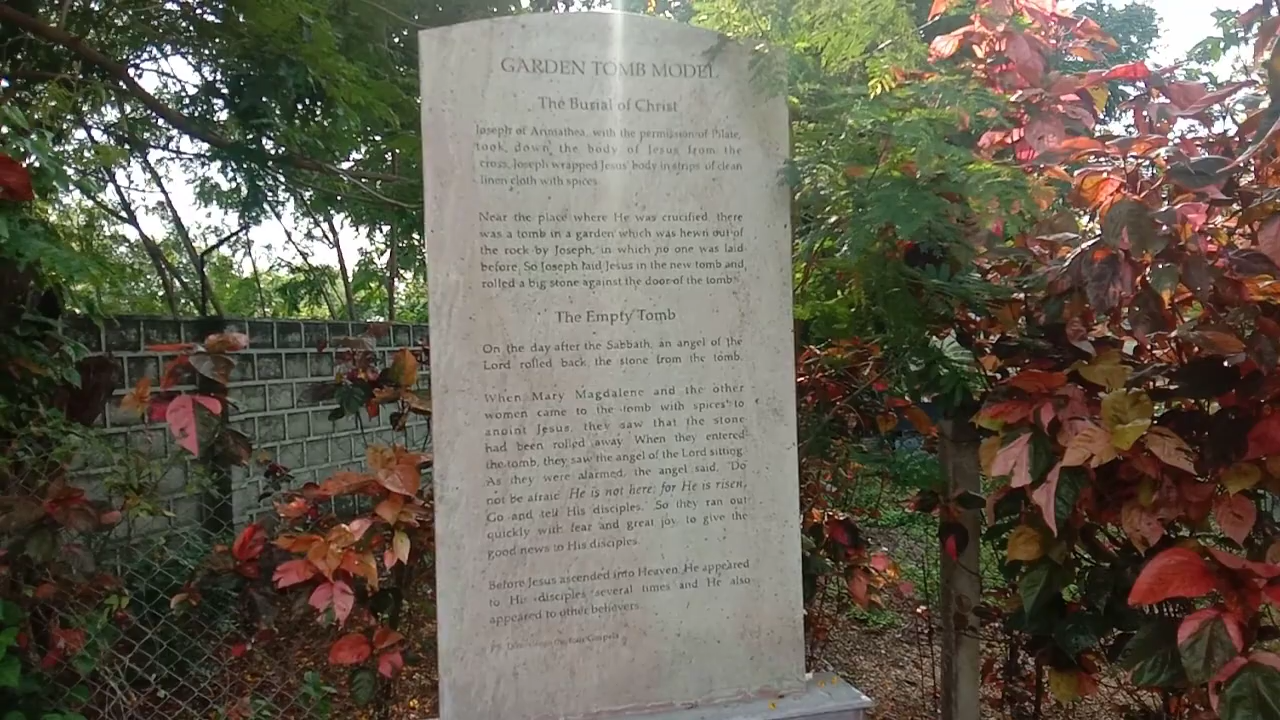 GARDEN TOMB MODEL
The Burial of Christ
Joseph of Arimathea, with the permission of Pilate,
took down the body of Jesus from the
cross. Joseph wrapped Jesus' body in strips of clean
linen cloth with spices.
Near the place where He was crucified, there
was a tomb in a garden which was hewn out of
the rock by Joseph, in which no one was laid
before. So Joseph laid Jesus in the new tomb and,
rolled a big stone against the door of the tomb.
The Empty Tomb
On the day after the Sabbath, an angel of the
Lord rolled back the stone from the tomb.
When Mary Magdalene and the other
women came to the tomb with spices to
anoint Jesus, they saw that the stone
had been rolled away. When they entered
the tomb, they saw the angel of the Lord sitting.
As they were alarmed, the angel said, "Do
not be afraid. He is not here; for He is risen,
Go and tell His disciples." So they ran out
quickly with fear and great joy, to give the
good news to His disciples.
Before Jesus ascended into Heaven, He appeared
to His disciples several times and He also
appeared to other believers.
four Gospels